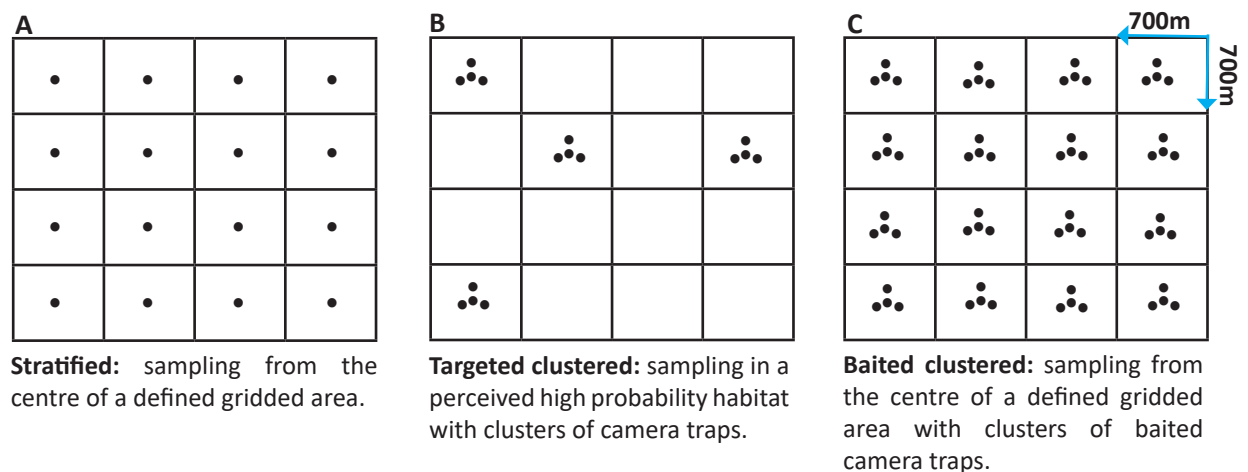 A
B
C
700m
700m
Stratified: sampling from the
centre of a defined gridded area.
Targeted clustered: sampling in a
perceived high probability habitat
with clusters of camera traps.
Baited clustered: sampling from
the centre of a defined gridded
area with clusters of baited
camera traps.